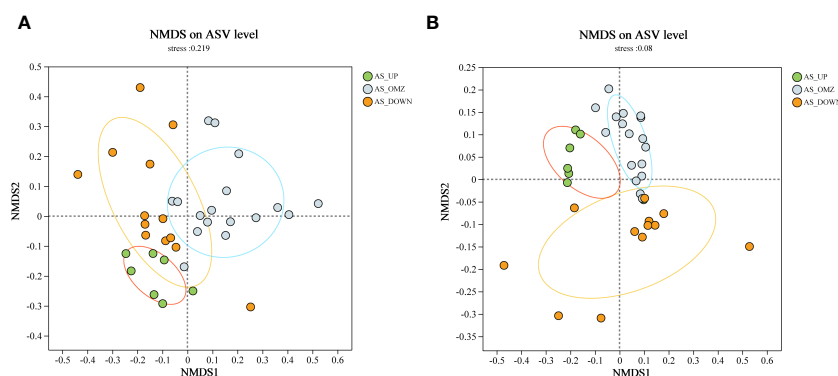 A
NMDS on ASV level
stress :0.219
0.5
0.4
0.3
0.2
0.1
0
-0.1
-0.2
-0.3
-0.4
NMDS2
-0.5 -0.4 -0.3 -0.2 -0.1 0 0.1 0.2 0.3 0.4 0.5 0.6
NMDS1
AS_UP
AS_OMZ
AS_DOWN
B
NMDS on ASV level
stress :0.08
0.25
0.2
0.15
0.1
0.05
0
-0.05
-0.1
-0.15
-0.2
-0.25
-0.3
-0.35
NMDS2
-0.5 -0.4 -0.3 -0.2 -0.1 0 0.1 0.2 0.3 0.4 0.5 0.6
NMDS1
AS_UP
AS_OMZ
AS_DOWN